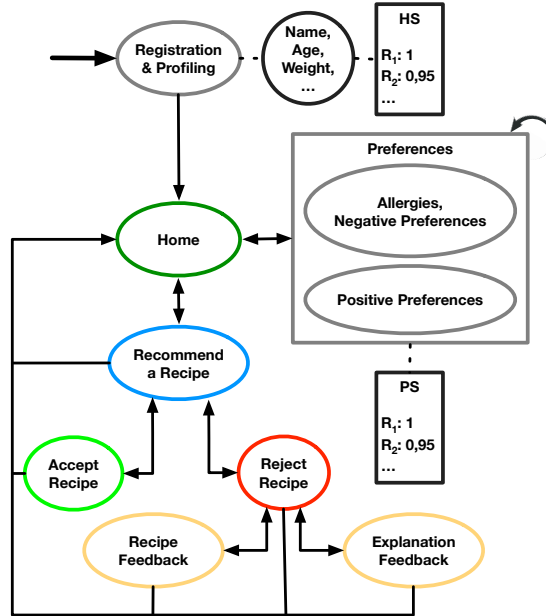 Registration
& Profiling
Name,
Age,
Weight,
...
HS
R₁: 1
R₂: 0,95
...
Preferences
Allergies,
Negative Preferences
Positive Preferences
Home
Recommend
a Recipe
PS
R₁: 1
R₂: 0,95
...
Accept
Recipe
Reject
Recipe
Recipe
Feedback
Explanation
Feedback